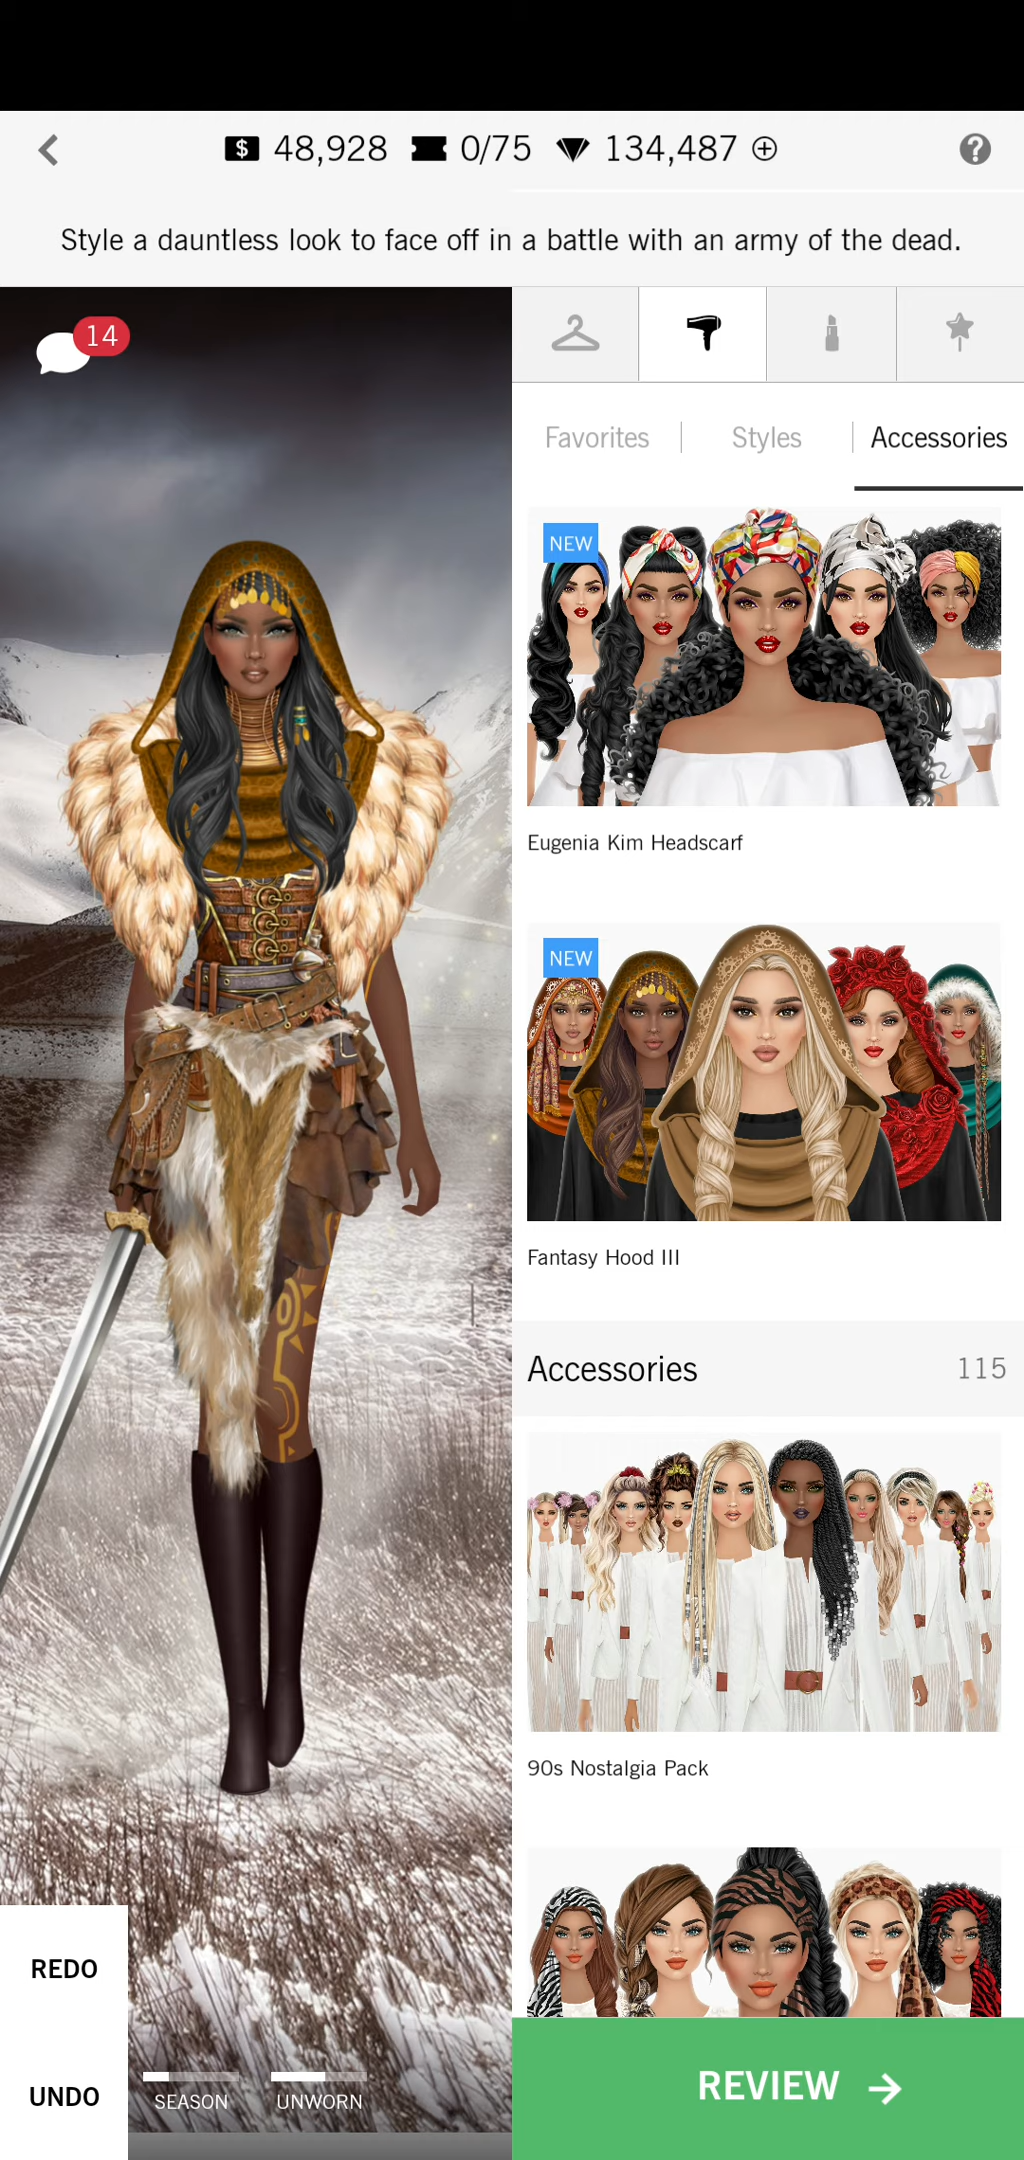 48,928 0/75 134,487
Style a dauntless look to face off in a battle with an army of the dead.
14
Favorites Styles Accessories
NEW
Eugenia Kim Headscarf
NEW
Fantasy Hood III
Accessories 115
90s Nostalgia Pack
REDO
UNDO
SEASON UNWORN
REVIEW